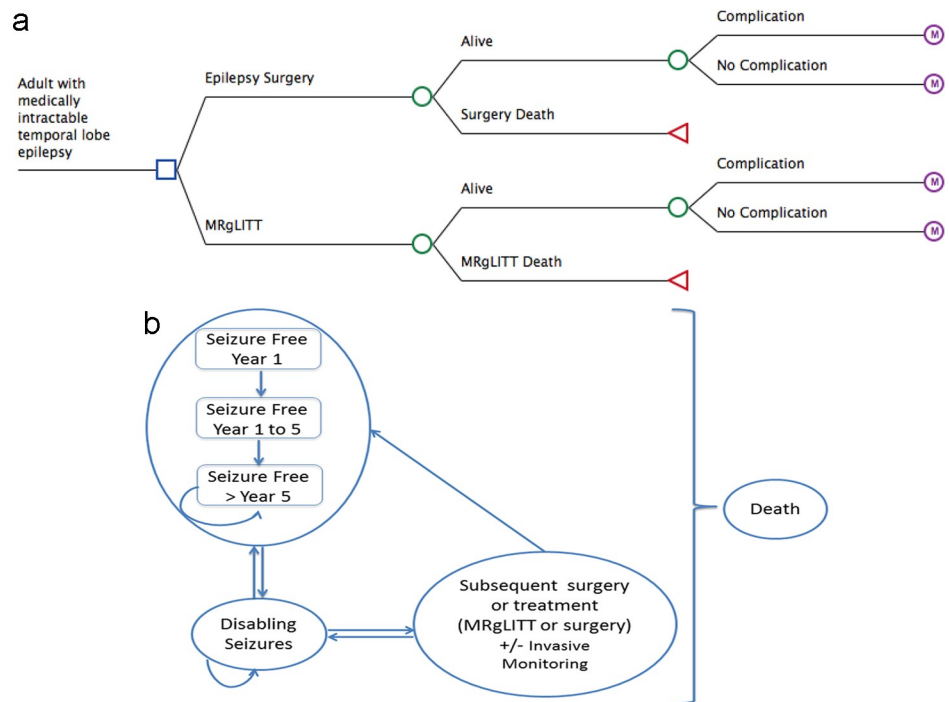 a
Adult with
medically
intractable
temporal lobe
epilepsy
Epilepsy Surgery
Alive
Complication
M
No Complication
M
Surgery Death
MRgLITT
Alive
Complication
M
No Complication
M
MRgLITT Death
b
Seizure Free
Year 1
Seizure Free
Year 1 to 5
Seizure Free
> Year 5
Death
Disabling
Seizures
Subsequent surgery
or treatment
(MRgLITT or surgery)
+/- Invasive
Monitoring